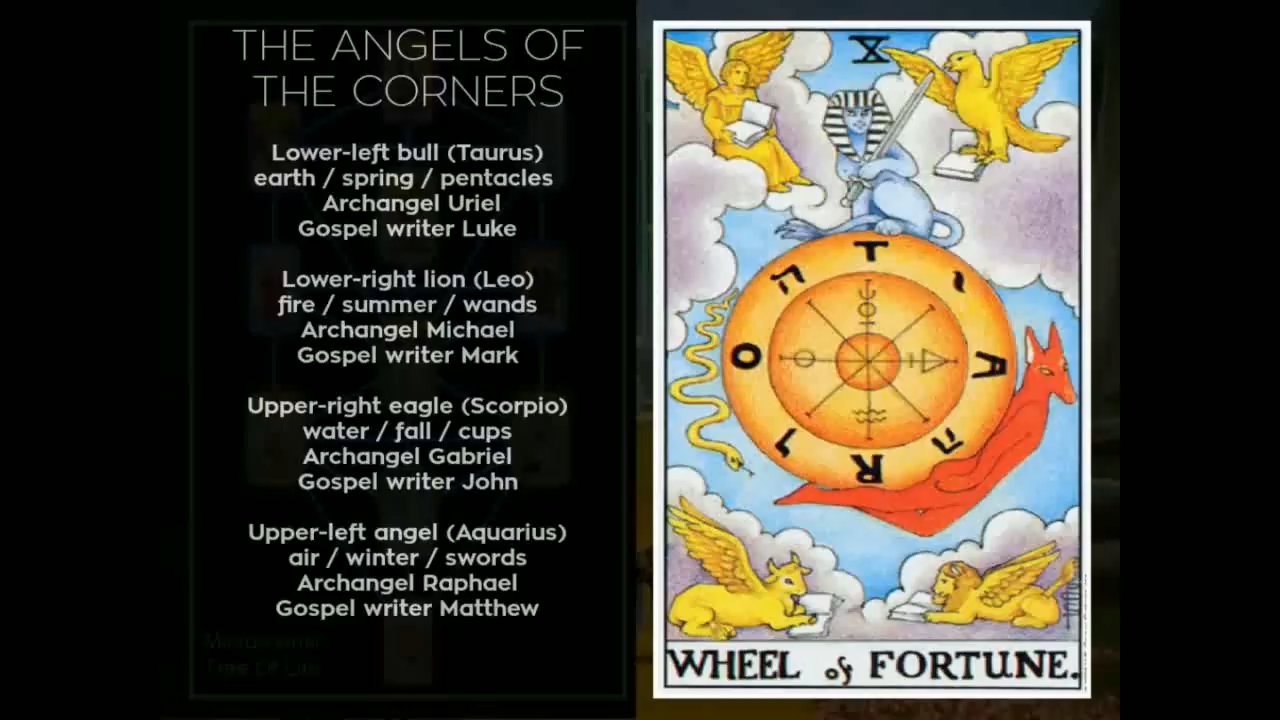 THE ANGELS OF
THE CORNERS
Lower-left bull (Taurus)
earth / spring / pentacles
Archangel Uriel
Gospel writer Luke
Lower-right lion (Leo)
fire / summer / wands
Archangel Michael
Gospel writer Mark
Upper-right eagle (Scorpio)
water / fall / cups
Archangel Gabriel
Gospel writer John
Upper-left angel (Aquarius)
air / winter / swords
Archangel Raphael
Gospel writer Matthew
X
T
י
A
ה
R
ו
O
ה
WHEEL of FORTUNE.